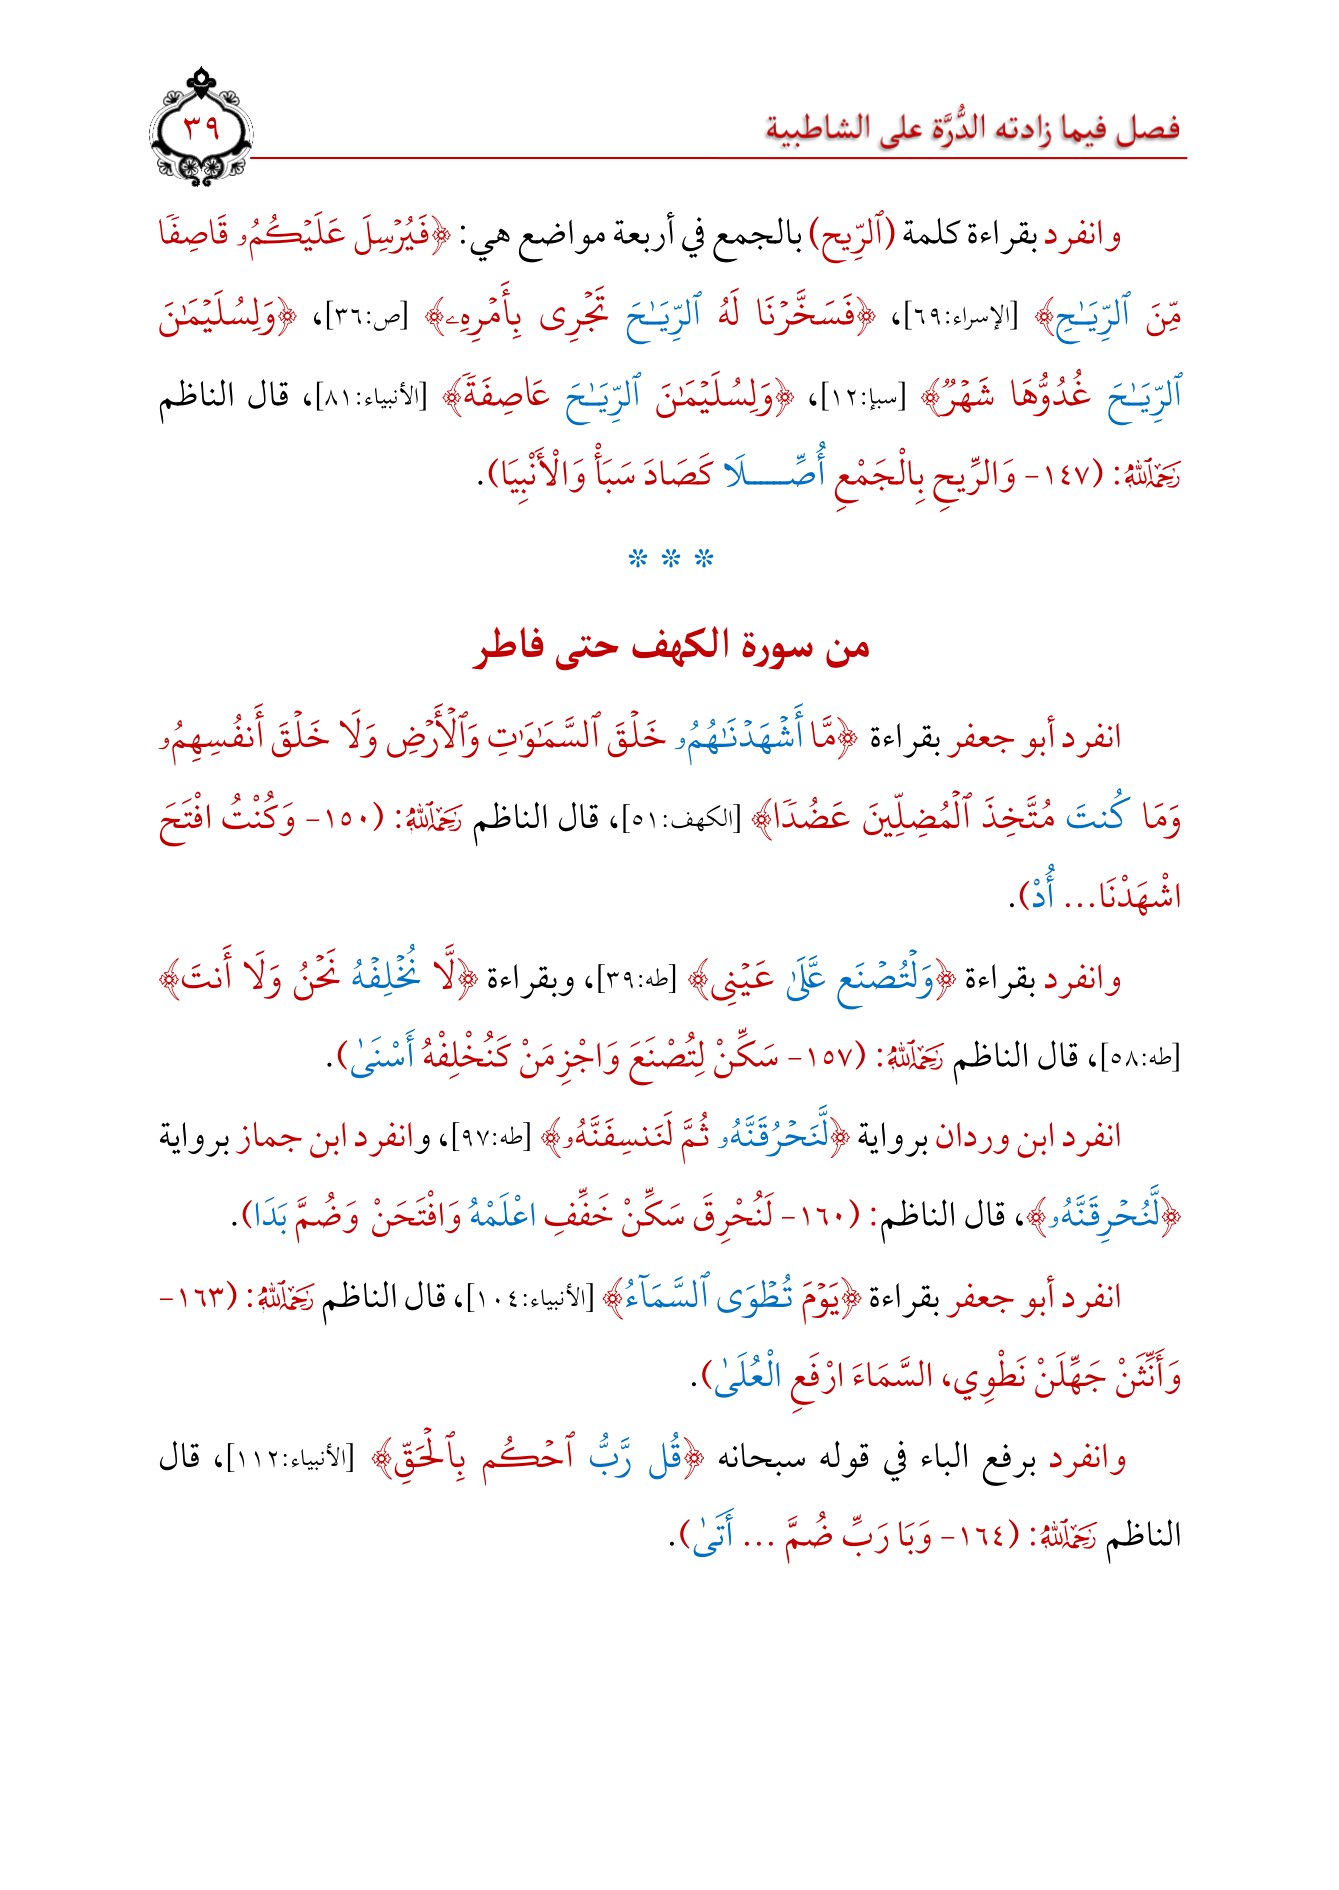 فصل فيما زادته الدُّرَّة على الشاطبية
٣٩
وانفرد بقراءة كلمة (ٱلرِّيح) بالجمع في أربعة مواضع هي: ﴿فَيُرۡسِلَ عَلَيۡكُمُۥ قَاصِفٗا
مِّنَ ٱلرِّيَٰحِ﴾ [الإسراء:٦٩]، ﴿فَسَخَّرۡنَا لَهُ ٱلرِّيَٰحَ تَجۡرِى بِأَمۡرِهِۦ﴾ [ص:٣٦]، ﴿وَلِسُلَيۡمَٰنَ
ٱلرِّيَٰحَ غُدُوُّهَا شَهۡرٞ﴾ [سبإ:١٢]، ﴿وَلِسُلَيۡمَٰنَ ٱلرِّيَٰحَ عَاصِفَةٗ﴾ [الأنبياء:٨١]، قال الناظم
رَحِمَهُٱللَّهُ: (١٤٧- وَالرِّيحِ بِالْجَمْعِ أُصِّـــلَا كَصَادَ سَبَأْ وَالْأَنْبِيَا).
* * *
من سورة الكهف حتى فاطر
انفرد أبو جعفر بقراءة ﴿مَّا أَشۡهَدۡنَٰهُمُۥ خَلۡقَ ٱلسَّمَٰوَٰتِ وَٱلۡأَرۡضِ وَلَا خَلۡقَ أَنفُسِهِمُۥ
وَمَا كُنتَ مُتَّخِذَ ٱلۡمُضِلِّينَ عَضُدٗا﴾ [الكهف:٥١]، قال الناظم رَحِمَهُٱللَّهُ: (١٥٠- وَكُنْتُ افْتَحَ
اشْهَدْنَا... أُدْ).
وانفرد بقراءة ﴿وَلۡتُصۡنَع عَّلَىٰ عَيۡنِى﴾ [طه:٣٩]، وبقراءة ﴿لَّا نُخۡلِفۡهُ نَحۡنُ وَلَا أَنتَ﴾
[طه:٥٨]، قال الناظم رَحِمَهُٱللَّهُ: (١٥٧- سَكِّنْ لِتُصْنَعَ وَاجْزِمَنْ كَنُخْلِفْهُ أَسْنَىٰ).
انفرد ابن وردان برواية ﴿لَّنَحۡرُقَنَّهُۥ ثُمَّ لَنَنسِفَنَّهُۥ﴾ [طه:٩٧]، وانفرد ابن جماز برواية
﴿لَّنُحۡرِقَنَّهُۥ﴾، قال الناظم: (١٦٠- لَنُحْرِقَ سَكِّنْ خَفِّفِ اعْلَمْهُ وَافْتَحَنْ وَضُمَّ بَدَا).
انفرد أبو جعفر بقراءة ﴿يَوۡمَ تُطۡوَى ٱلسَّمَآءُ﴾ [الأنبياء:١٠٤]، قال الناظم رَحِمَهُٱللَّهُ: (١٦٣-
وَأَنِّثَنْ جَهِّلَنْ نَطْوِي، السَّمَاءَ ارْفَعِ الْعُلَىٰ).
وانفرد برفع الباء في قوله سبحانه ﴿قُل رَّبُّ ٱحۡكُم بِٱلۡحَقِّ﴾ [الأنبياء:١١٢]، قال
الناظم رَحِمَهُٱللَّهُ: (١٦٤- وَبَا رَبِّ ضُمَّ ... أَتَىٰ).